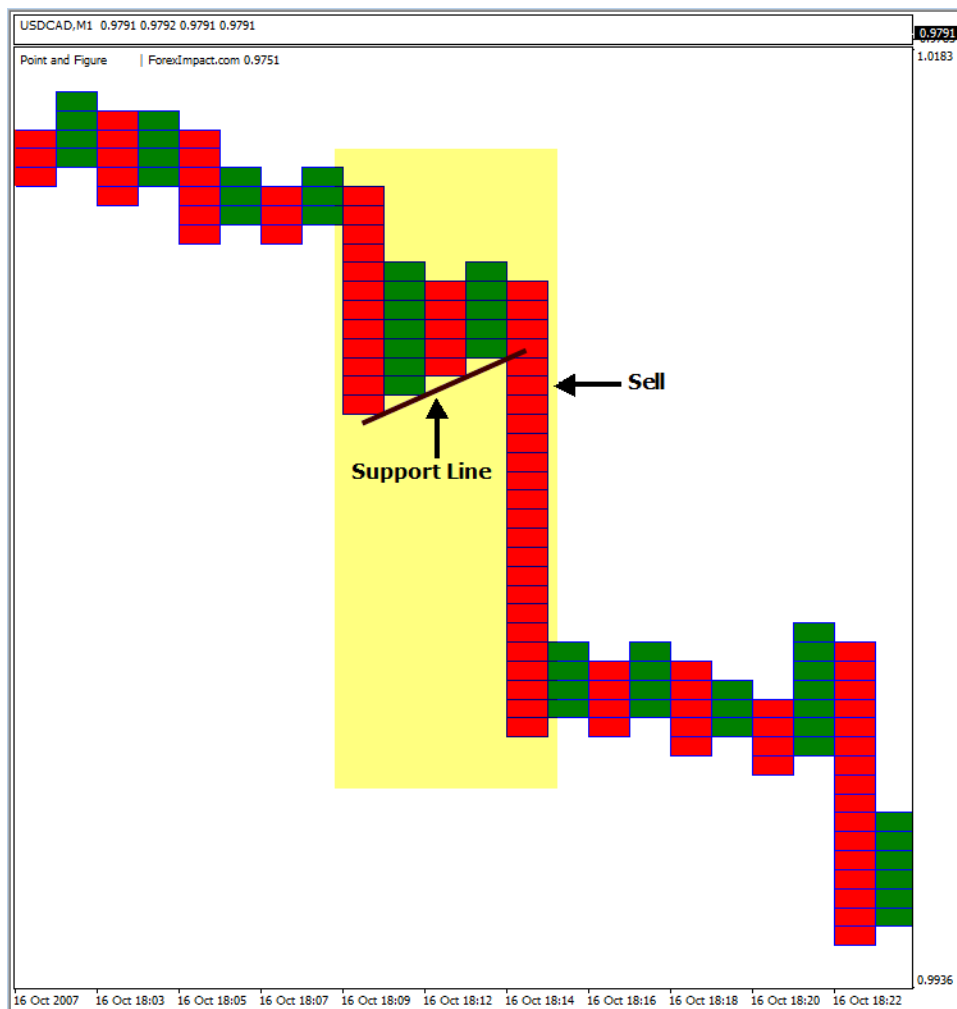 USDCAD,M1 0.9791 0.9792 0.9791 0.9791
0.9791
Point and Figure | ForexImpact.com 0.9751
1.0183
Sell
Support Line
0.9936
16 Oct 2007 16 Oct 18:03 16 Oct 18:05 16 Oct 18:07 16 Oct 18:09 16 Oct 18:12 16 Oct 18:14 16 Oct 18:16 16 Oct 18:18 16 Oct 18:20 16 Oct 18:22